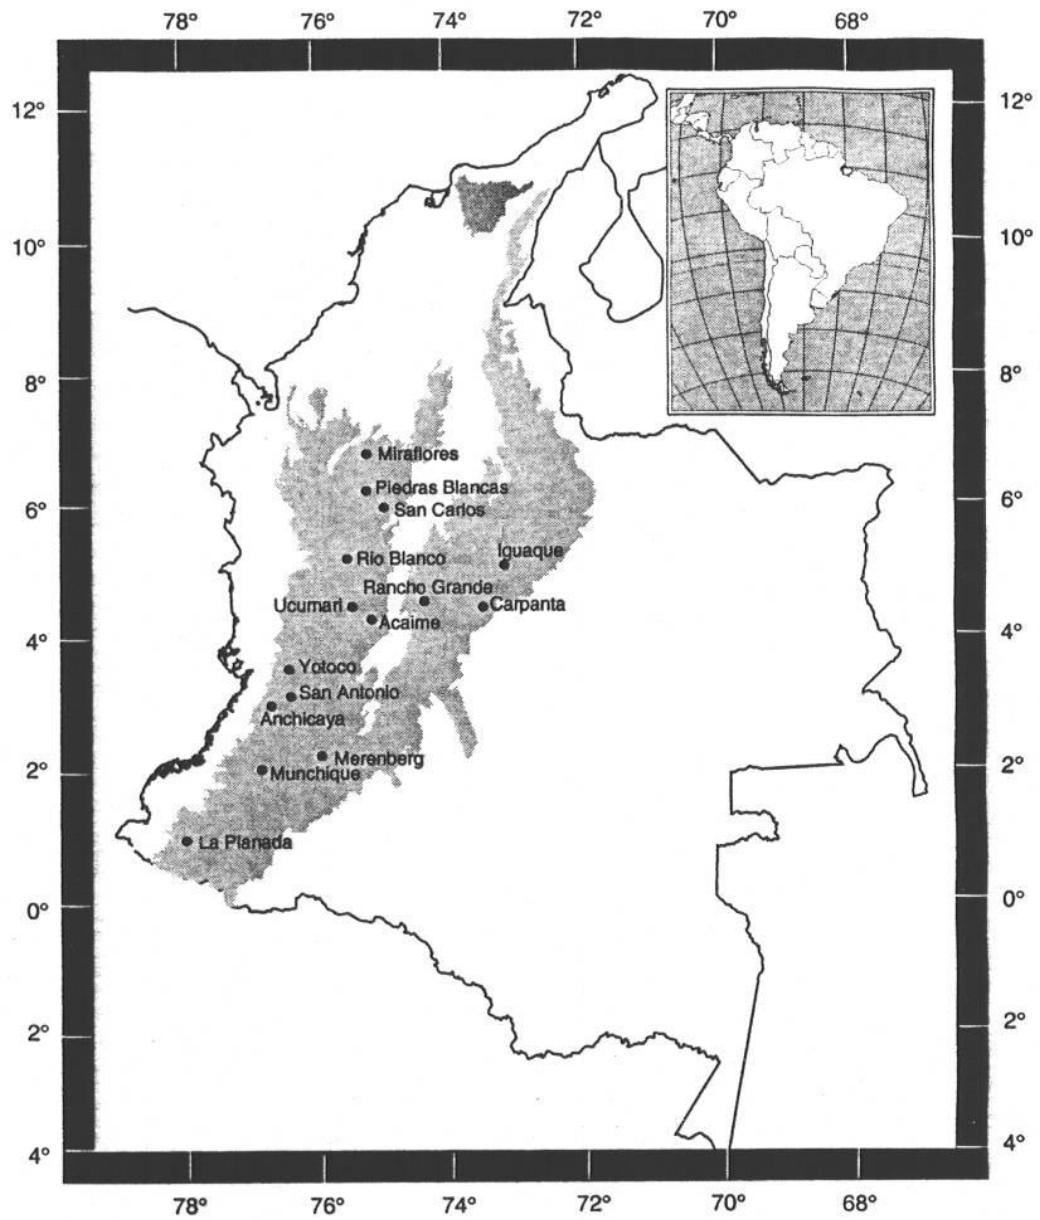 78° 76° 74° 72° 70° 68°
12° 12°
10° 10°
8° 8°
Miraflores
Piedras Blancas
6° San Carlos 6°
Iguaque
Rio Blanco
Rancho Grande
Ucumari Carpanta
Acaime
4° 4°
Yotoco
San Antonio
Anchicaya
Merenberg
2° Munchique 2°
La Planada
0° 0°
2° 2°
4° 4°
78° 76° 74° 72° 70° 68°